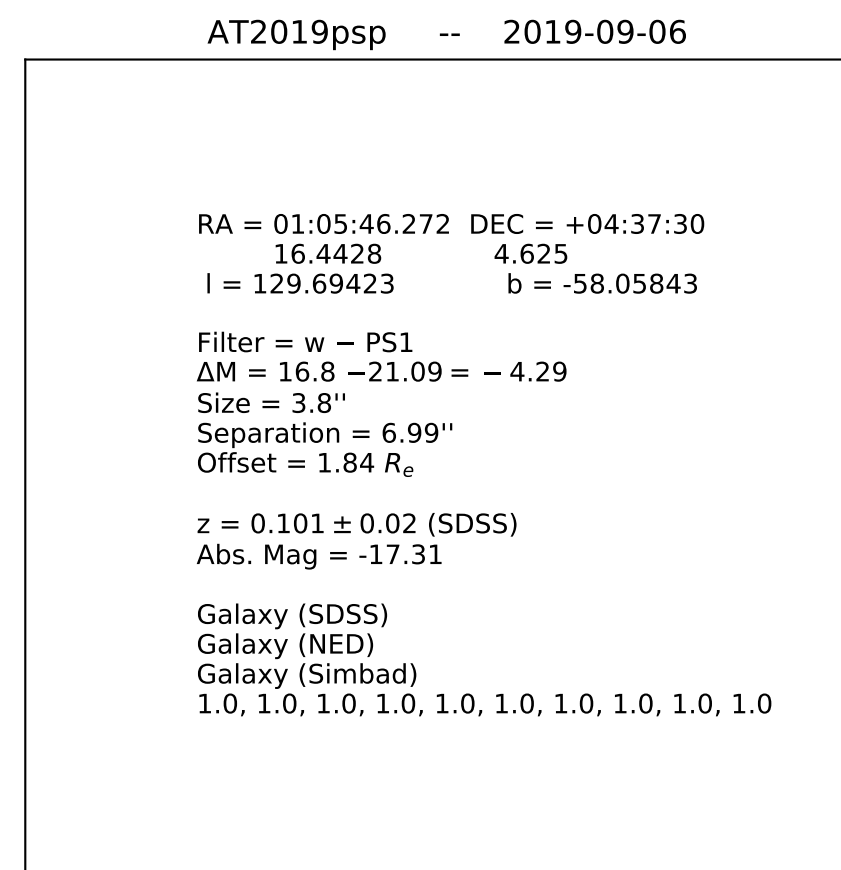 AT2019psp -- 2019-09-06
RA = 01:05:46.272 DEC = +04:37:30
16.4428 4.625
l = 129.69423 b = -58.05843
Filter = w − PS1
ΔM = 16.8 −21.09 = − 4.29
Size = 3.8''
Separation = 6.99''
Offset = 1.84 Rₑ
z = 0.101 ± 0.02 (SDSS)
Abs. Mag = -17.31
Galaxy (SDSS)
Galaxy (NED)
Galaxy (Simbad)
1.0, 1.0, 1.0, 1.0, 1.0, 1.0, 1.0, 1.0, 1.0, 1.0